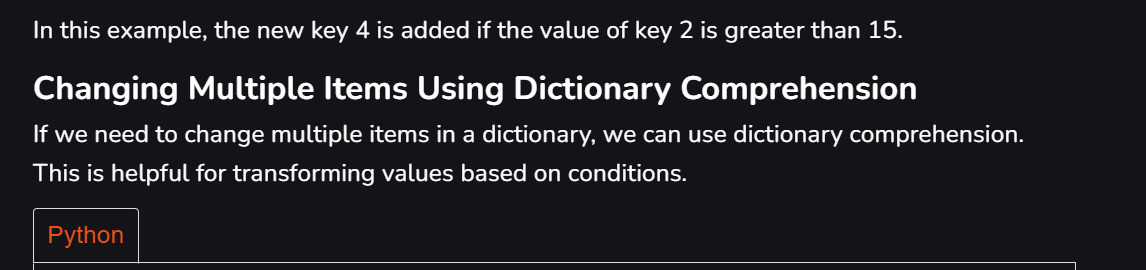 In this example, the new key 4 is added if the value of key 2 is greater than 15.
Changing Multiple Items Using Dictionary Comprehension
If we need to change multiple items in a dictionary, we can use dictionary comprehension.
This is helpful for transforming values based on conditions.
Python